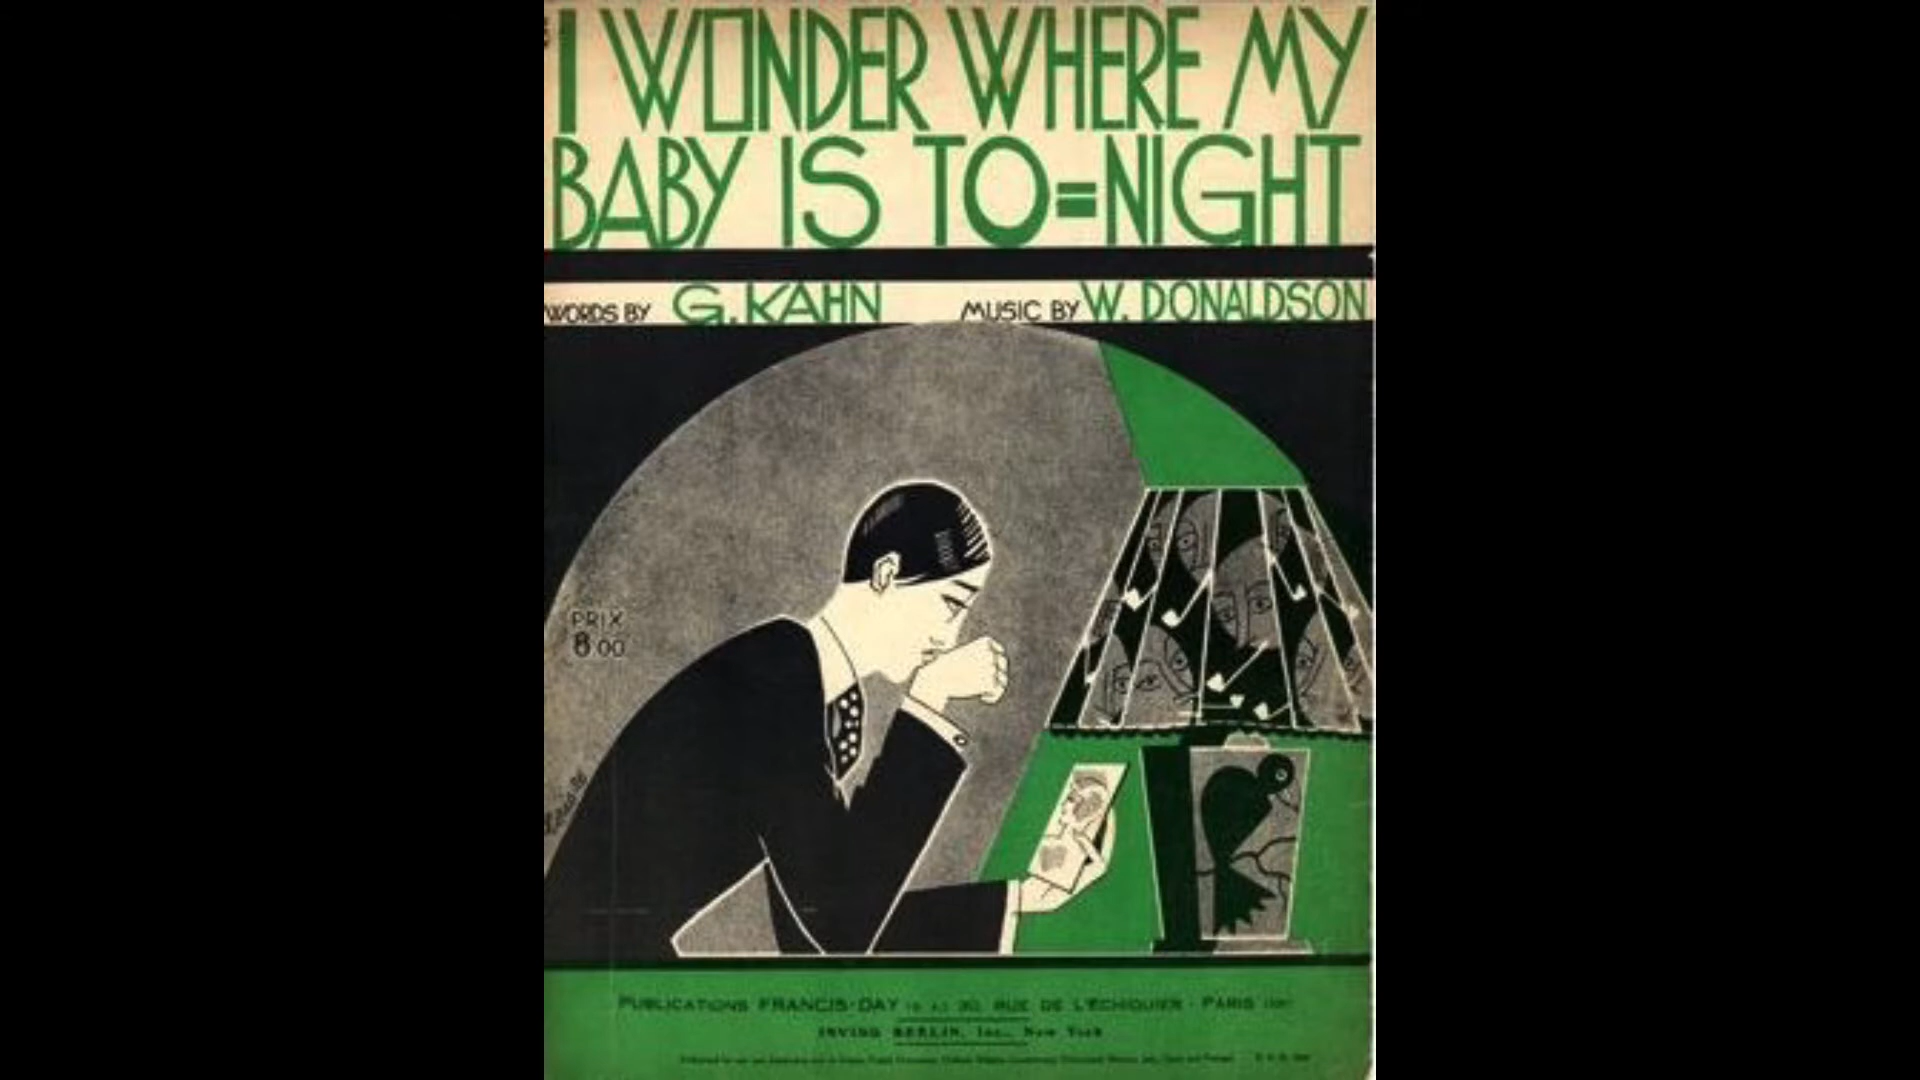 I WONDER WHERE MY
BABY IS TO=NIGHT
WORDS BY G. KAHN MUSIC BY W. DONALDSON
PRIX
8.00
PUBLICATIONS FRANCIS-DAY 30, RUE DE L'ECHIQUIER - PARIS
IRVING BERLIN, Inc., New York